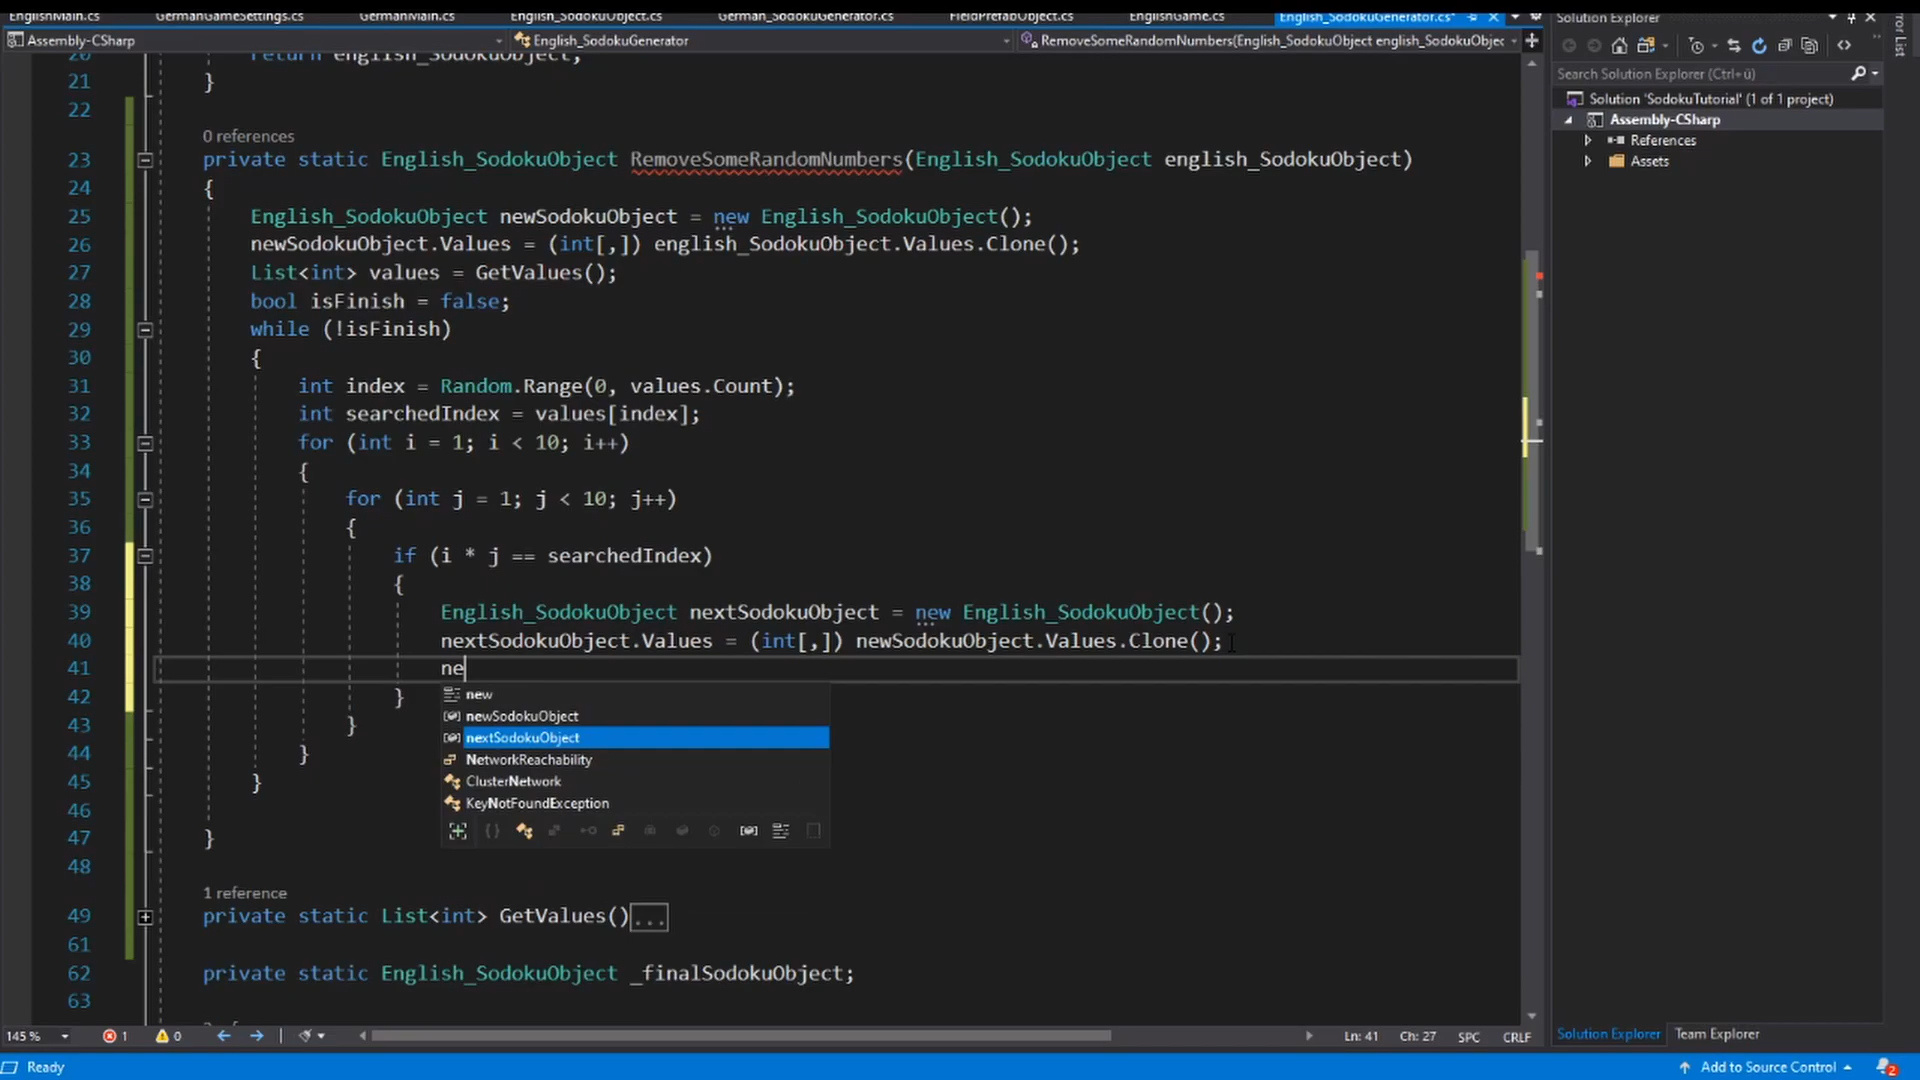 EnglishMain.cs GermanGameSettings.cs GermanMain.cs English_SodokuObject.cs German_SodokuGenerator.cs FieldPrefabObject.cs EnglishGame.cs English_SodokuGenerator.cs* Solution Explorer
Assembly-CSharp English_SodokuGenerator RemoveSomeRandomNumbers(English_SodokuObject english_SodokuObjec
20 return english_SodokuObject;
21 }
22
0 references
23 private static English_SodokuObject RemoveSomeRandomNumbers(English_SodokuObject english_SodokuObject)
24 {
25 English_SodokuObject newSodokuObject = new English_SodokuObject();
26 newSodokuObject.Values = (int[,]) english_SodokuObject.Values.Clone();
27 List<int> values = GetValues();
28 bool isFinish = false;
29 while (!isFinish)
30 {
31 int index = Random.Range(0, values.Count);
32 int searchedIndex = values[index];
33 for (int i = 1; i < 10; i++)
34 {
35 for (int j = 1; j < 10; j++)
36 {
37 if (i * j == searchedIndex)
38 {
39 English_SodokuObject nextSodokuObject = new English_SodokuObject();
40 nextSodokuObject.Values = (int[,]) newSodokuObject.Values.Clone();
41 ne
42 }
new
newSodokuObject
nextSodokuObject
NetworkReachability
ClusterNetwork
KeyNotFoundException
43 }
44 }
45 }
46
47 }
48
1 reference
49 private static List<int> GetValues()...
61
62 private static English_SodokuObject _finalSodokuObject;
63
145 % 1 0 Ln: 41 Ch: 27 SPC CRLF
Search Solution Explorer (Ctrl+ü)
Solution 'SodokuTutorial' (1 of 1 project)
Assembly-CSharp
References
Assets
Solution Explorer Team Explorer
Ready Add to Source Control 2